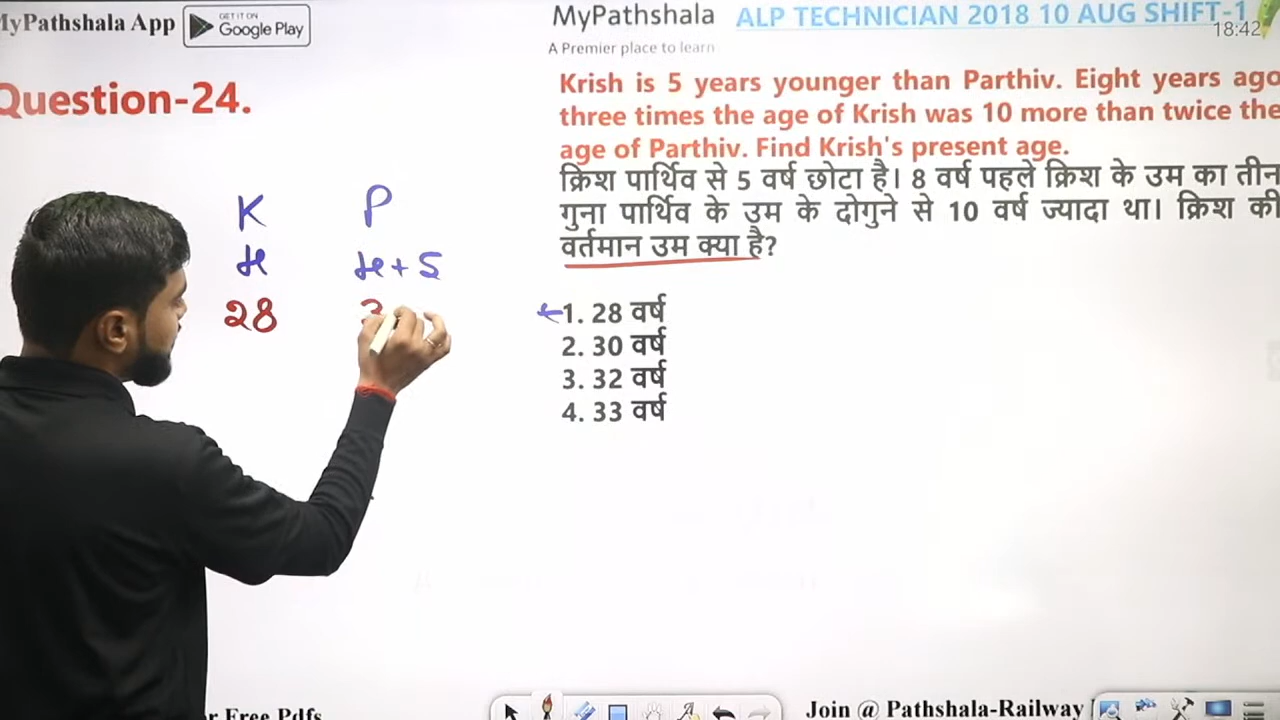 MyPathshala App
GET IT ON
Google Play
MyPathshala
A Premier place to learn
ALP TECHNICIAN 2018 10 AUG SHIFT-1
18:42
Question-24.
Krish is 5 years younger than Parthiv. Eight years ago
three times the age of Krish was 10 more than twice the
age of Parthiv. Find Krish's present age.
क्रिश पार्थिव से 5 वर्ष छोटा है। 8 वर्ष पहले क्रिश के उम का तीन
गुना पार्थिव के उम के दोगुने से 10 वर्ष ज्यादा था। क्रिश की
वर्तमान उम क्या है?
K P
x x+5
28 3
1. 28 वर्ष
2. 30 वर्ष
3. 32 वर्ष
4. 33 वर्ष
r Free Pdfs
Join @ Pathshala-Railway